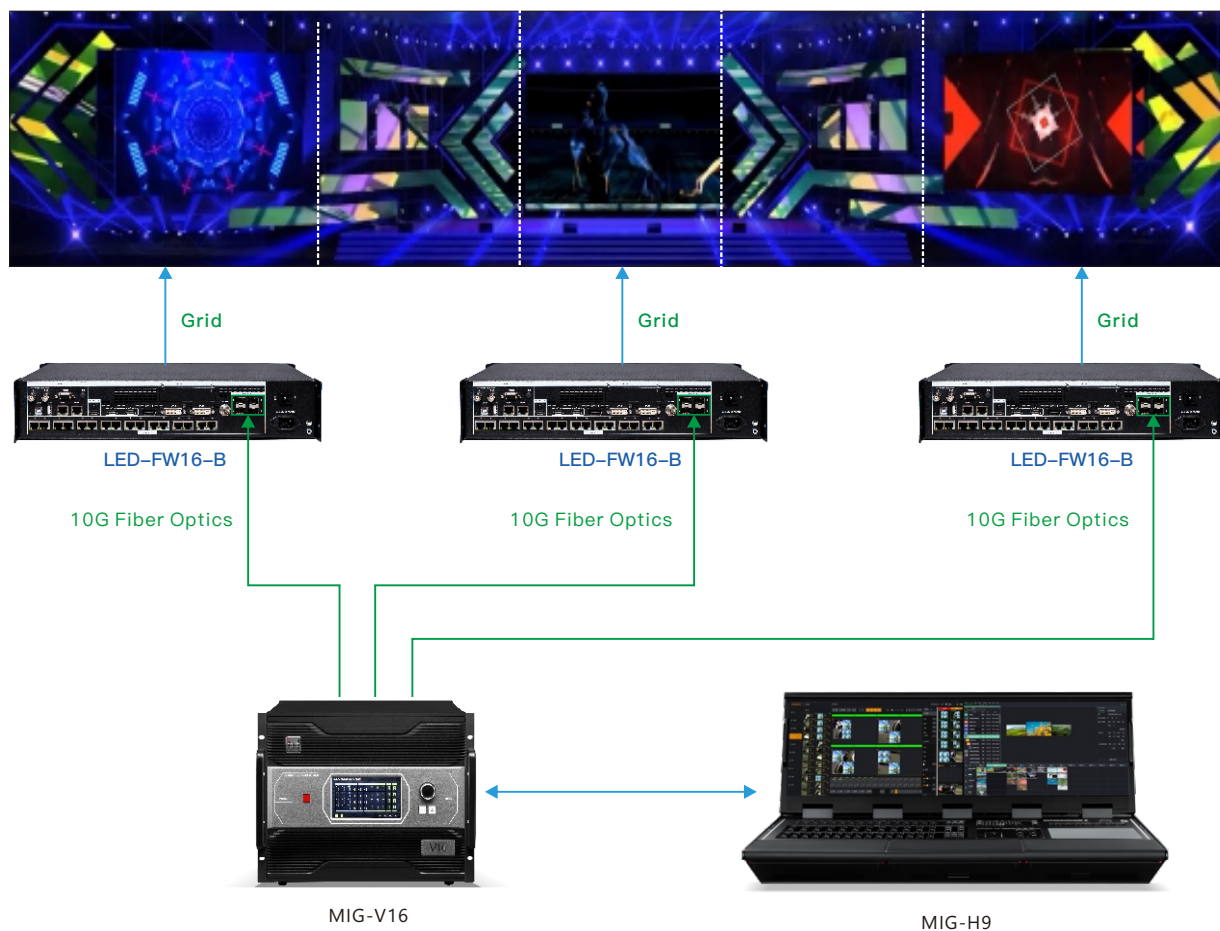 Grid
Grid
Grid
LED–FW16–B
LED–FW16–B
LED–FW16–B
10G Fiber Optics
10G Fiber Optics
10G Fiber Optics
V16
MIG-V16
MIG-H9